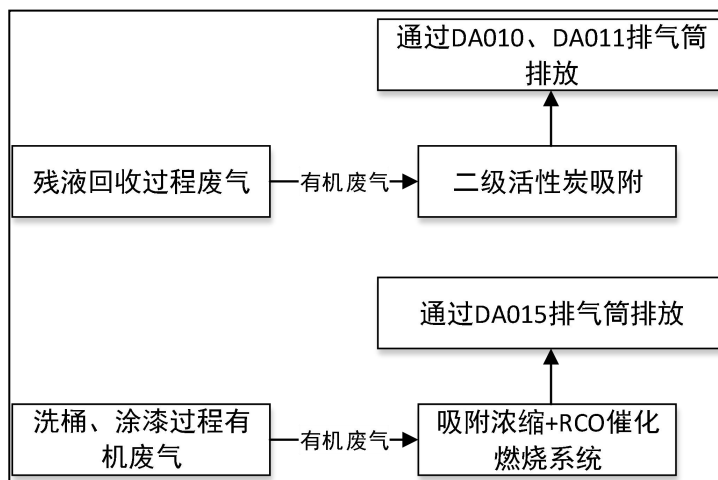 通过DA010、DA011排气筒
排放
残液回收过程废气
有机废气
二级活性炭吸附
通过DA015排气筒排放
洗桶、涂漆过程有
机废气
有机废气
吸附浓缩+RCO催化
燃烧系统